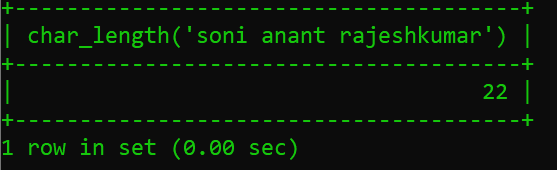 +---------------------------------------+
| char_length('soni anant rajeshkumar') |
+---------------------------------------+
|                                    22 |
+---------------------------------------+
1 row in set (0.00 sec)